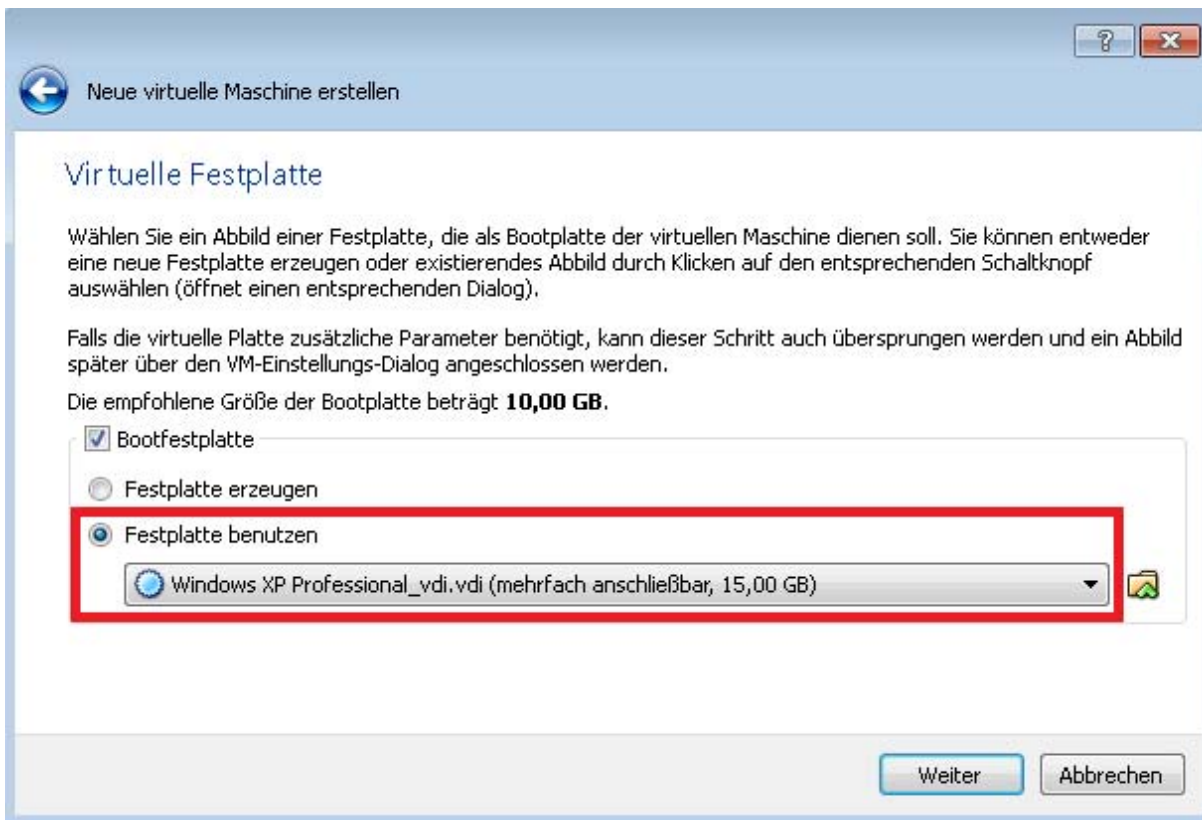 Neue virtuelle Maschine erstellen
Virtuelle Festplatte
Wählen Sie ein Abbild einer Festplatte, die als Bootplatte der virtuellen Maschine dienen soll. Sie können entweder
eine neue Festplatte erzeugen oder existierendes Abbild durch Klicken auf den entsprechenden Schaltknopf
auswählen (öffnet einen entsprechenden Dialog).
Falls die virtuelle Platte zusätzliche Parameter benötigt, kann dieser Schritt auch übersprungen werden und ein Abbild
später über den VM-Einstellungs-Dialog angeschlossen werden.
Die empfohlene Größe der Bootplatte beträgt 10,00 GB.
Bootfestplatte
Festplatte erzeugen
Festplatte benutzen
Windows XP Professional_vdi.vdi (mehrfach anschließbar, 15,00 GB)
Weiter Abbrechen